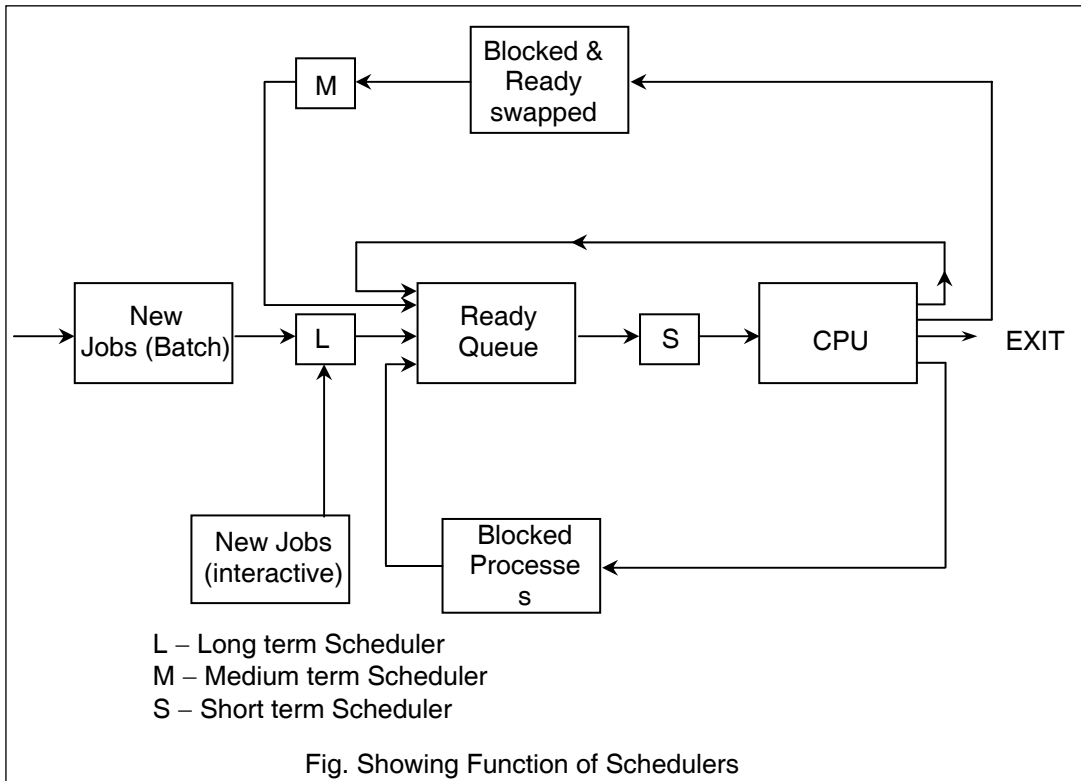 Blocked &
Ready
swapped
M
New
Jobs (Batch)
L
Ready
Queue
S
CPU
EXIT
New Jobs
(interactive)
Blocked
Processe
s
L – Long term Scheduler
M – Medium term Scheduler
S – Short term Scheduler
Fig. Showing Function of Schedulers